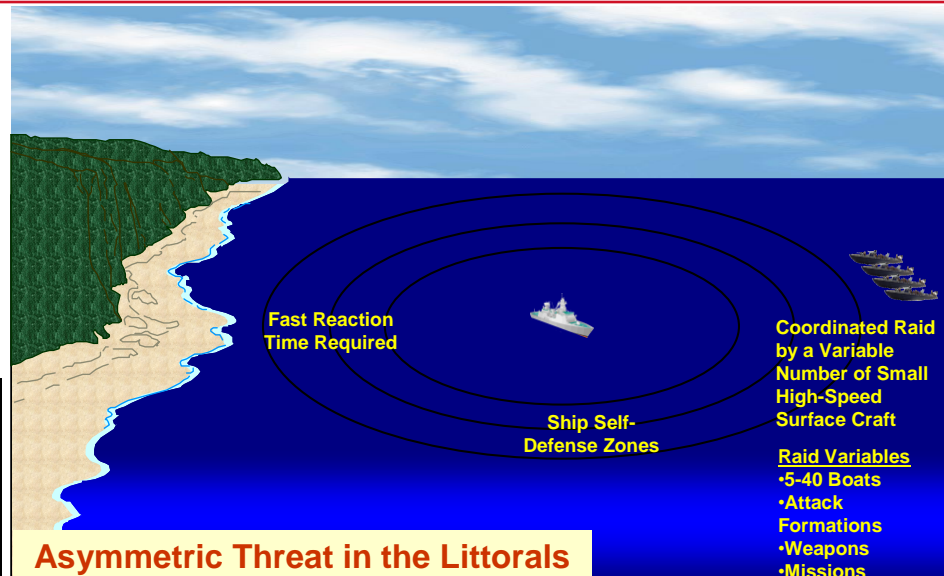 Fast Reaction
Time Required
Coordinated Raid
by a Variable
Number of Small
High-Speed
Surface Craft
Ship Self-
Defense Zones
Raid Variables
•5-40 Boats
•Attack
Formations
•Weapons
•Missions
Asymmetric Threat in the Littorals